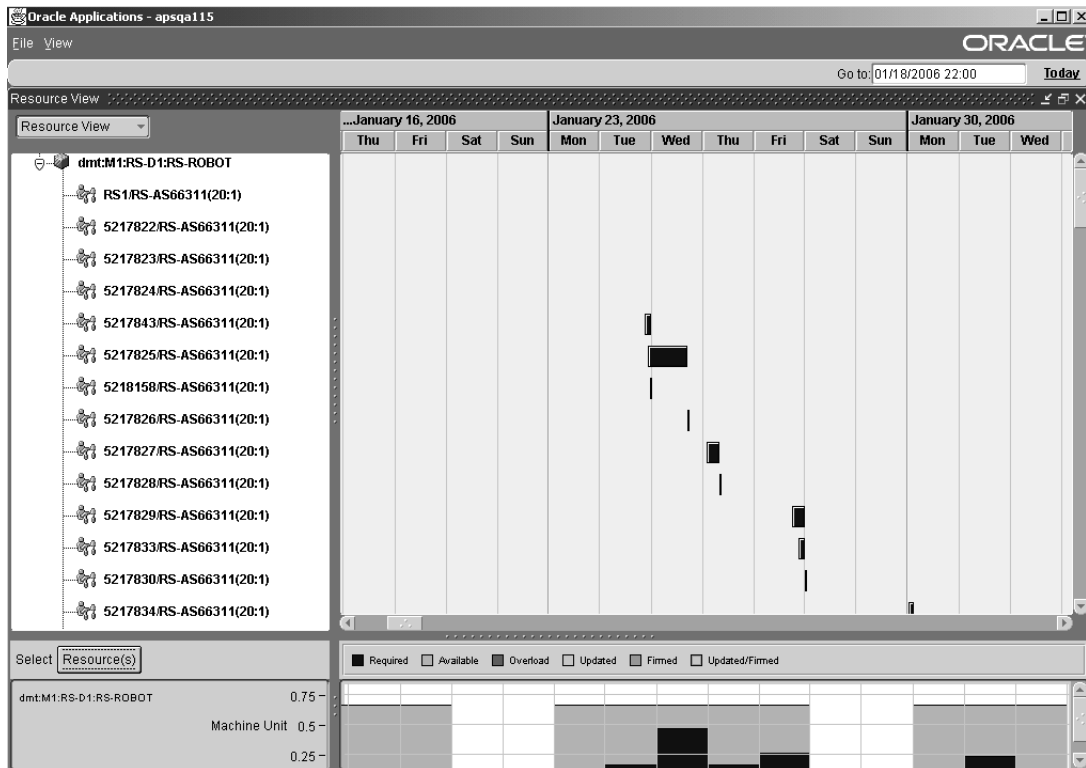 Oracle Applications - apsqa115
File View
ORACLE
Go to: 01/18/2006 22:00 Today
Resource View
Resource View
...January 16, 2006 January 23, 2006 January 30, 2006
Thu Fri Sat Sun Mon Tue Wed Thu Fri Sat Sun Mon Tue Wed
dmt:M1:RS-D1:RS-ROBOT
RS1/RS-AS66311(20:1)
5217822/RS-AS66311(20:1)
5217823/RS-AS66311(20:1)
5217824/RS-AS66311(20:1)
5217843/RS-AS66311(20:1)
5217825/RS-AS66311(20:1)
5218158/RS-AS66311(20:1)
5217826/RS-AS66311(20:1)
5217827/RS-AS66311(20:1)
5217828/RS-AS66311(20:1)
5217829/RS-AS66311(20:1)
5217833/RS-AS66311(20:1)
5217830/RS-AS66311(20:1)
5217834/RS-AS66311(20:1)
Select Resource(s)
Required Available Overload Updated Firmed Updated/Firmed
dmt:M1:RS-D1:RS-ROBOT 0.75
Machine Unit 0.5
0.25